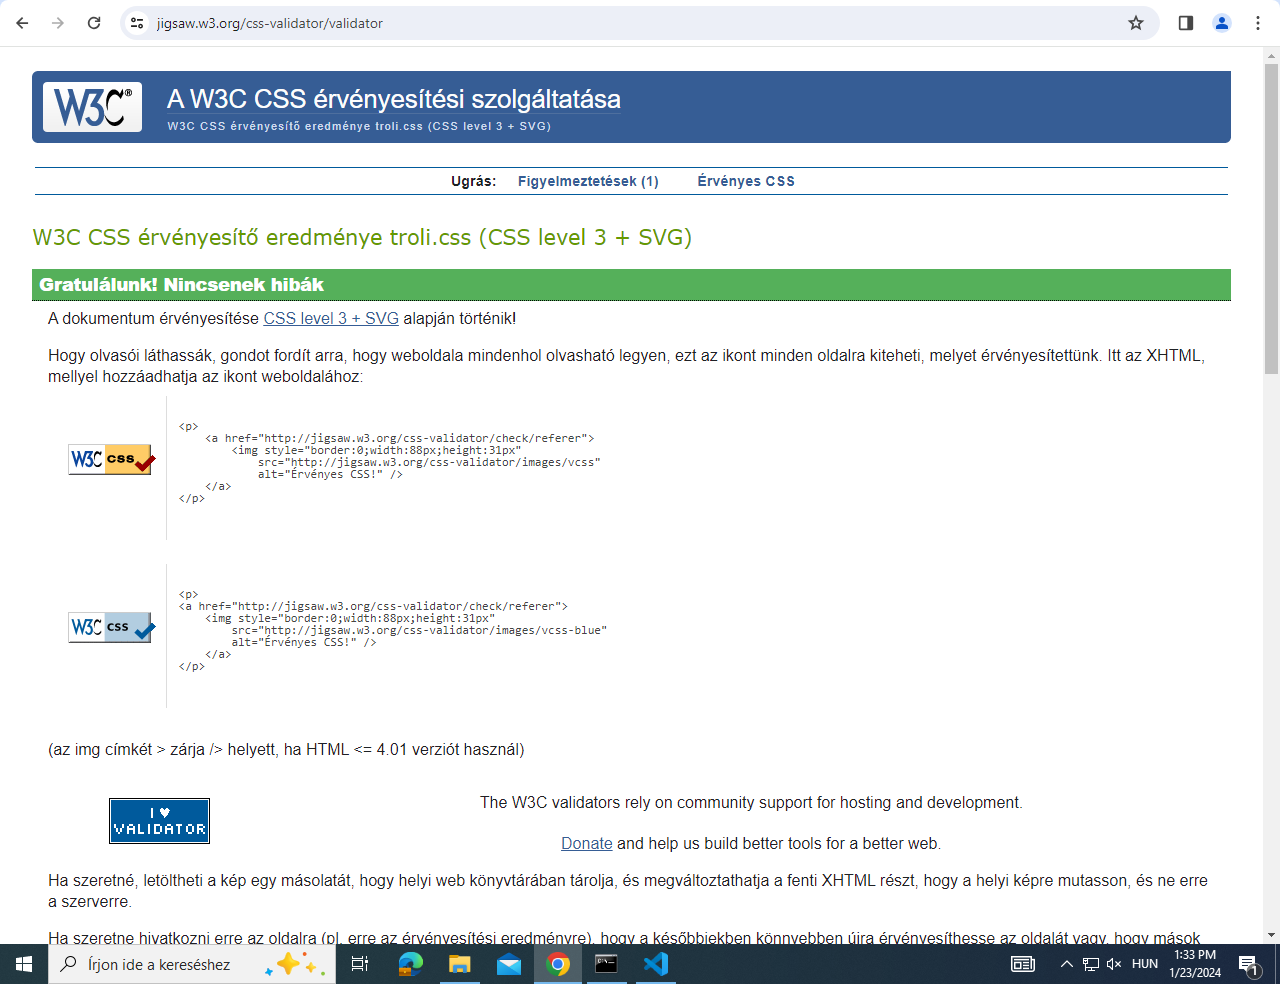 jigsaw.w3.org/css-validator/validator
W3C®
A W3C CSS érvényesítési szolgáltatása
W3C CSS érvényesítő eredménye troli.css (CSS level 3 + SVG)
Ugrás: Figyelmeztetések (1) Érvényes CSS
W3C CSS érvényesítő eredménye troli.css (CSS level 3 + SVG)
Gratulálunk! Nincsenek hibák
A dokumentum érvényesítése CSS level 3 + SVG alapján történik!
Hogy olvasói láthassák, gondot fordít arra, hogy weboldala mindenhol olvasható legyen, ezt az ikont minden oldalra kiteheti, melyet érvényesítettünk. Itt az XHTML,
mellyel hozzáadhatja az ikont weboldalához:
W3C css
<p>
<a href="http://jigsaw.w3.org/css-validator/check/referer">
<img style="border:0;width:88px;height:31px"
src="http://jigsaw.w3.org/css-validator/images/vcss"
alt="Érvényes CSS!" />
</a>
</p>
W3C css
<p>
<a href="http://jigsaw.w3.org/css-validator/check/referer">
<img style="border:0;width:88px;height:31px"
src="http://jigsaw.w3.org/css-validator/images/vcss-blue"
alt="Érvényes CSS!" />
</a>
</p>
(az img címkét > zárja /> helyett, ha HTML <= 4.01 verziót használ)
I ♥
VALIDATOR
The W3C validators rely on community support for hosting and development.
Donate and help us build better tools for a better web.
Ha szeretné, letöltheti a kép egy másolatát, hogy helyi web könyvtárában tárolja, és megváltoztathatja a fenti XHTML részt, hogy a helyi képre mutasson, és ne erre
a szerverre.
Ha szeretne hivatkozni erre az oldalra (pl. erre az érvényesítési eredményre), hogy a későbbiekben könnyebben újra érvényesíthesse az oldalát vagy, hogy mások
Írjon ide a kereséshez
HUN
1:33 PM
1/23/2024
1